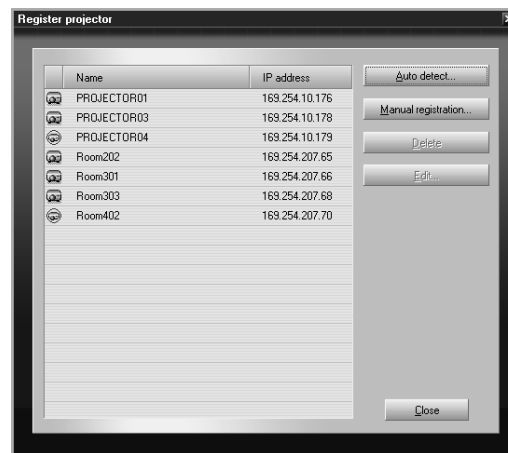 Register projector
Name IP address
PROJECTOR01 169.254.10.176
PROJECTOR03 169.254.10.178
PROJECTOR04 169.254.10.179
Room202 169.254.207.65
Room301 169.254.207.66
Room303 169.254.207.68
Room402 169.254.207.70
Auto detect...
Manual registration...
Delete
Edit...
Close